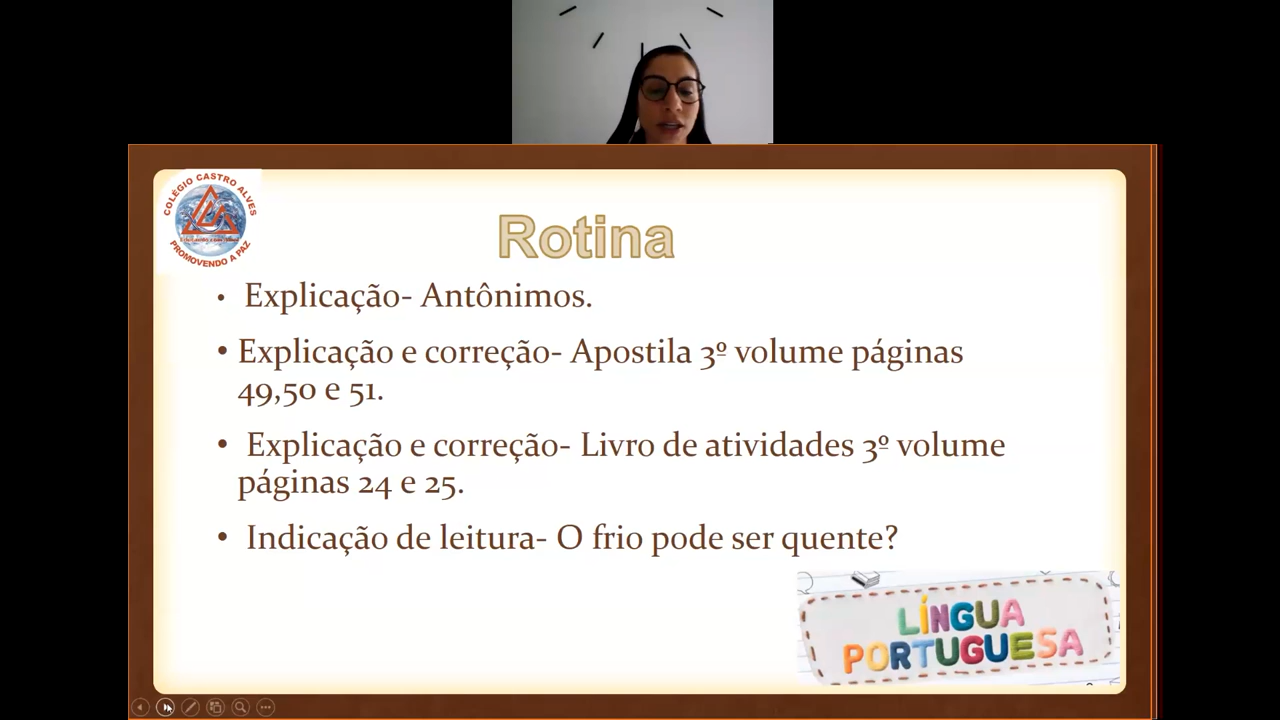 COLÉGIO CASTRO ALVES
PROMOVENDO A PAZ
Rotina
• Explicação- Antônimos.
• Explicação e correção- Apostila 3º volume páginas
49,50 e 51.
• Explicação e correção- Livro de atividades 3º volume
páginas 24 e 25.
• Indicação de leitura- O frio pode ser quente?
LÍNGUA
PORTUGUESA